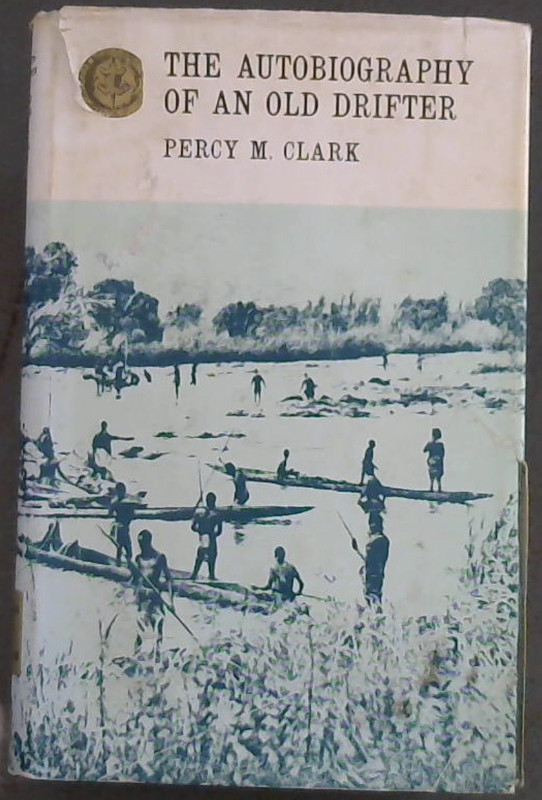 THE AUTOBIOGRAPHY
OF AN OLD DRIFTER
PERCY M. CLARK